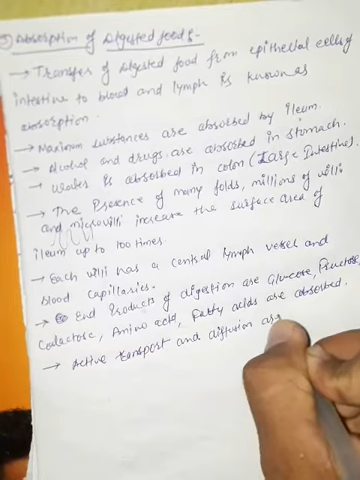 5) Absorption of Digested food:-
→ Transfer of digested food from epithelial cells of
intestine to blood and lymph is known as
absorption.
→ Maximum substances are absorbed by ileum.
→ Alcohol and drugs are absorbed in stomach.
→ Water is absorbed in colon (Large Intestine).
→ The Presence of many folds, millions of villi
and microvilli increase the surface area of
ileum up to 100 times
→ Each villi has a central lymph vessel and
blood capillaries.
→ End Products of digestion are Glucose, Fructose,
Galactose, Amino acid, Fatty acids are absorbed.
→ Active transport and diffusion are